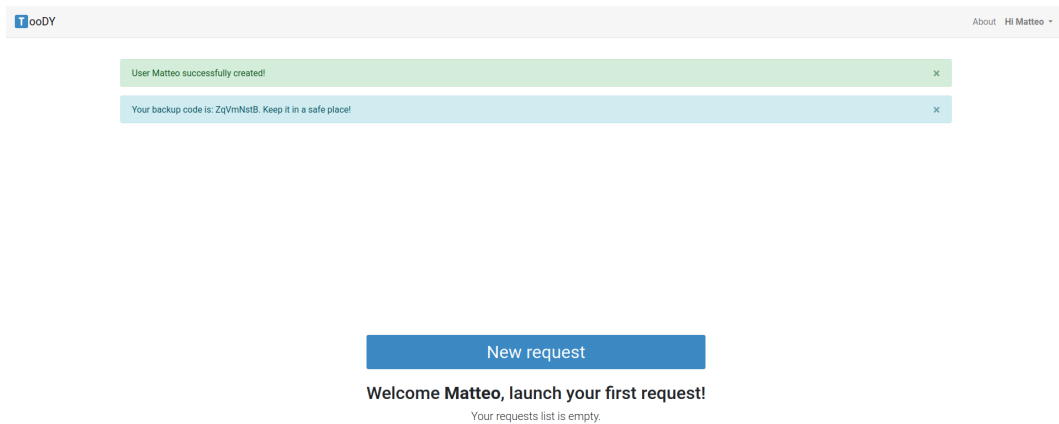 TooDY
About Hi Matteo
User Matteo successfully created! ×
Your backup code is: ZqVmNstB. Keep it in a safe place! ×
New request
Welcome Matteo, launch your first request!
Your requests list is empty.